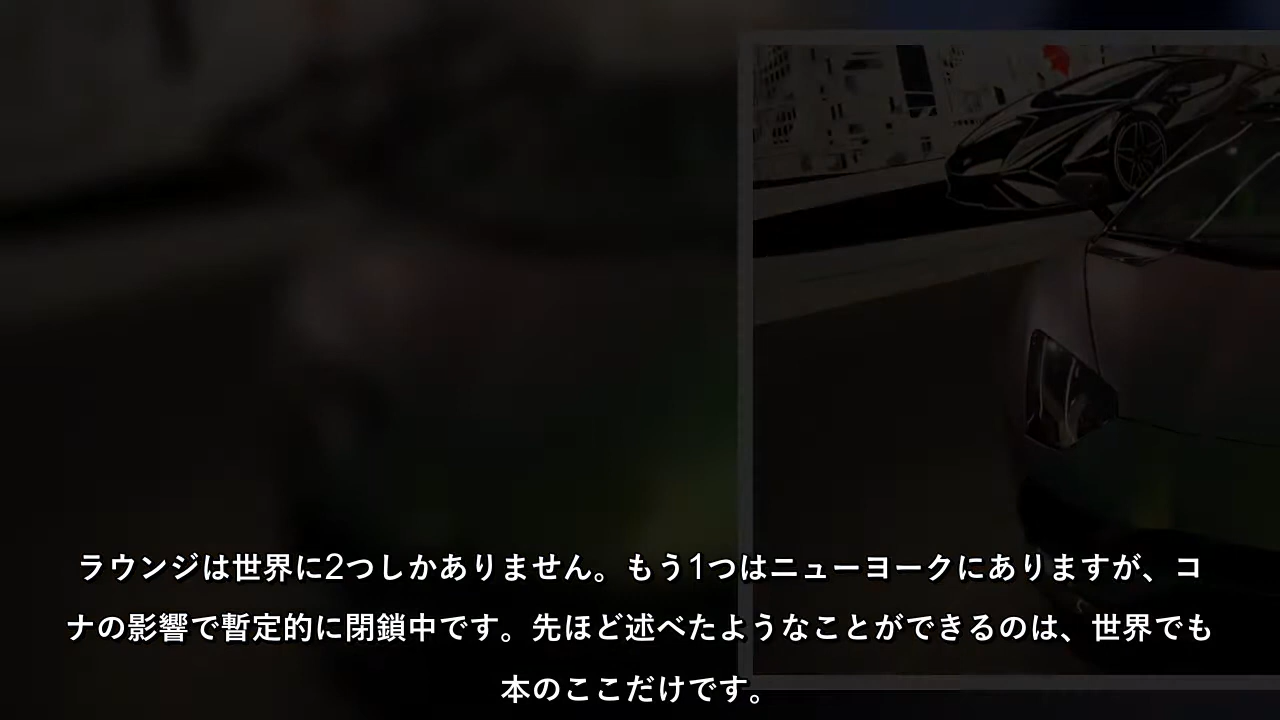 ラウンジは世界に2つしかありません。もう1つはニューヨークにありますが、コ
ナの影響で暫定的に閉鎖中です。先ほど述べたようなことができるのは、世界でも
本のここだけです。